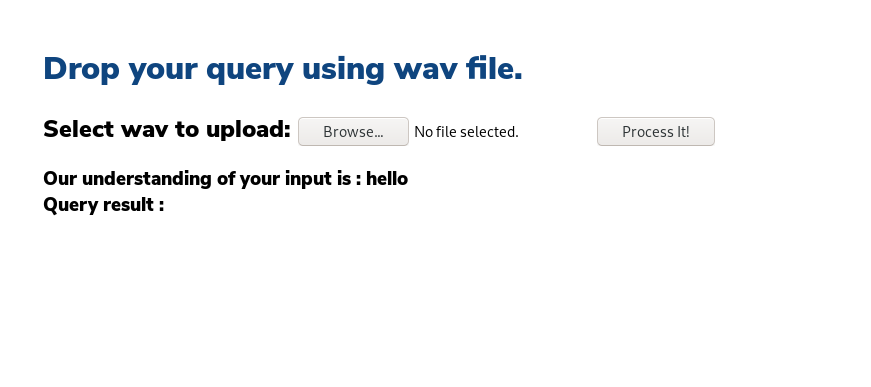 Drop your query using wav file.
Select wav to upload: Browse... No file selected. Process It!
Our understanding of your input is : hello
Query result :